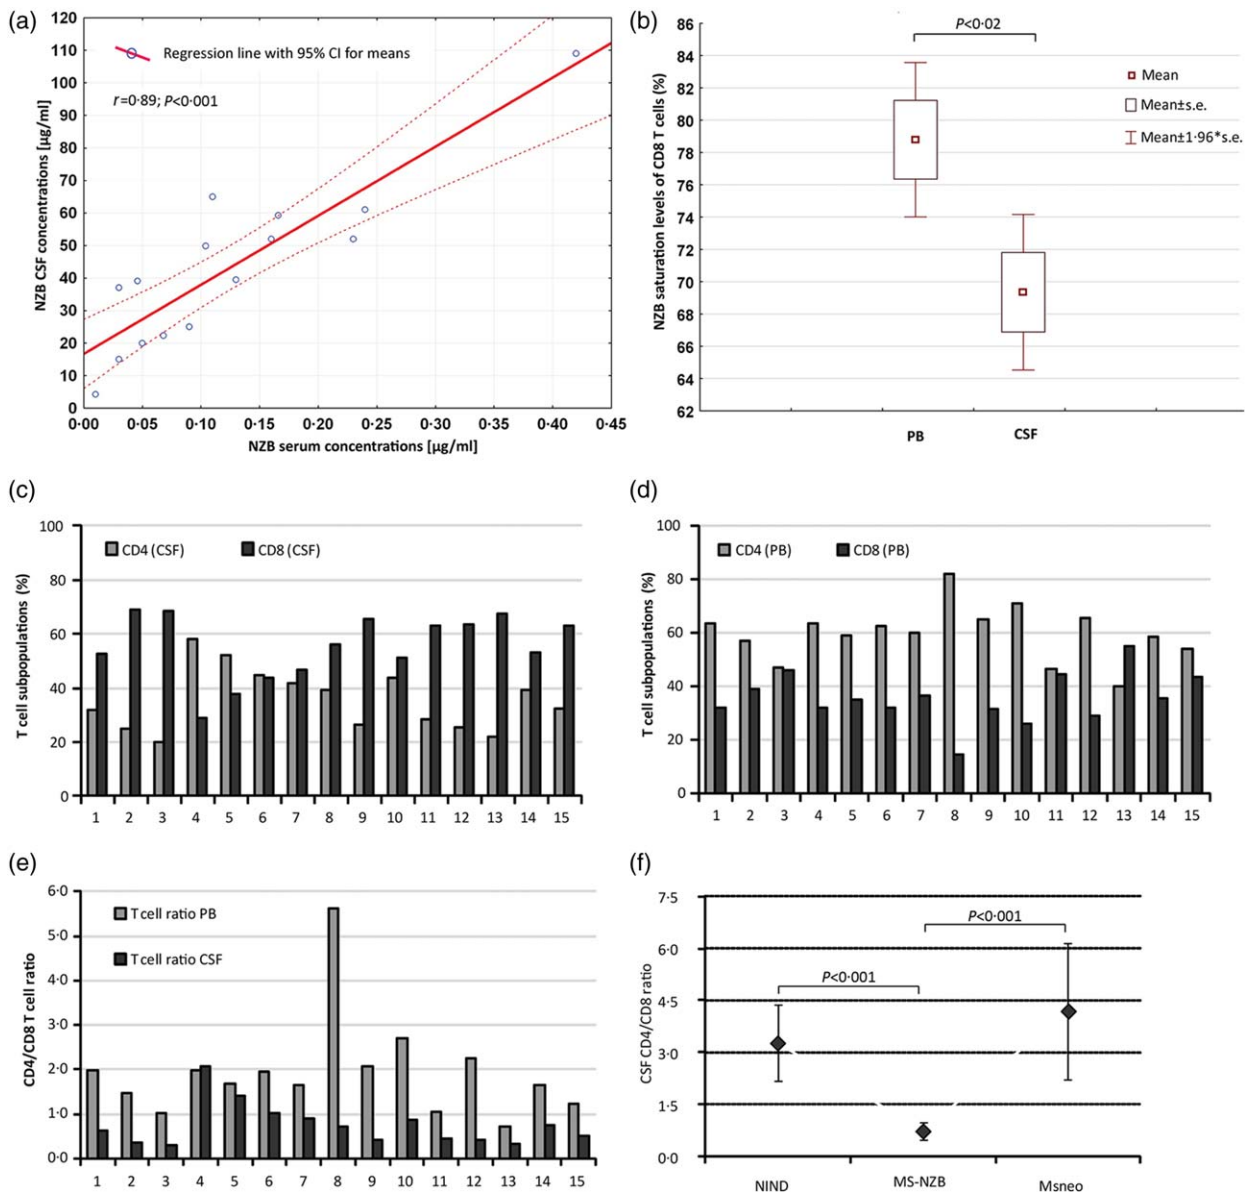 (a)
120
110
100
90
80
70
60
50
40
30
20
10
0
NZB CSF concentrations [µg/ml]
Regression line with 95% CI for means
r=0·89; P<0·001
0·00 0·05 0·10 0·15 0·20 0·25 0·30 0·35 0·40 0·45
NZB serum concentrations [µg/ml]
(b)
86
84
82
80
78
76
74
72
70
68
66
64
62
NZB saturation levels of CD8 T cells (%)
P<0·02
Mean
Mean±s.e.
Mean±1·96*s.e.
PB CSF
(c)
100
80
60
40
20
0
T cell subpopulations (%)
CD4 (CSF) CD8 (CSF)
1 2 3 4 5 6 7 8 9 10 11 12 13 14 15
(d)
100
80
60
40
20
0
T cell subpopulations (%)
CD4 (PB) CD8 (PB)
1 2 3 4 5 6 7 8 9 10 11 12 13 14 15
(e)
6·0
5·0
4·0
3·0
2·0
1·0
0·0
CD4/CD8 T cell ratio
T cell ratio PB
T cell ratio CSF
1 2 3 4 5 6 7 8 9 10 11 12 13 14 15
(f)
7·5
6·0
4·5
3·0
1·5
0·0
CSF CD4/CD8 ratio
P<0·001
P<0·001
NIND MS-NZB Msneo